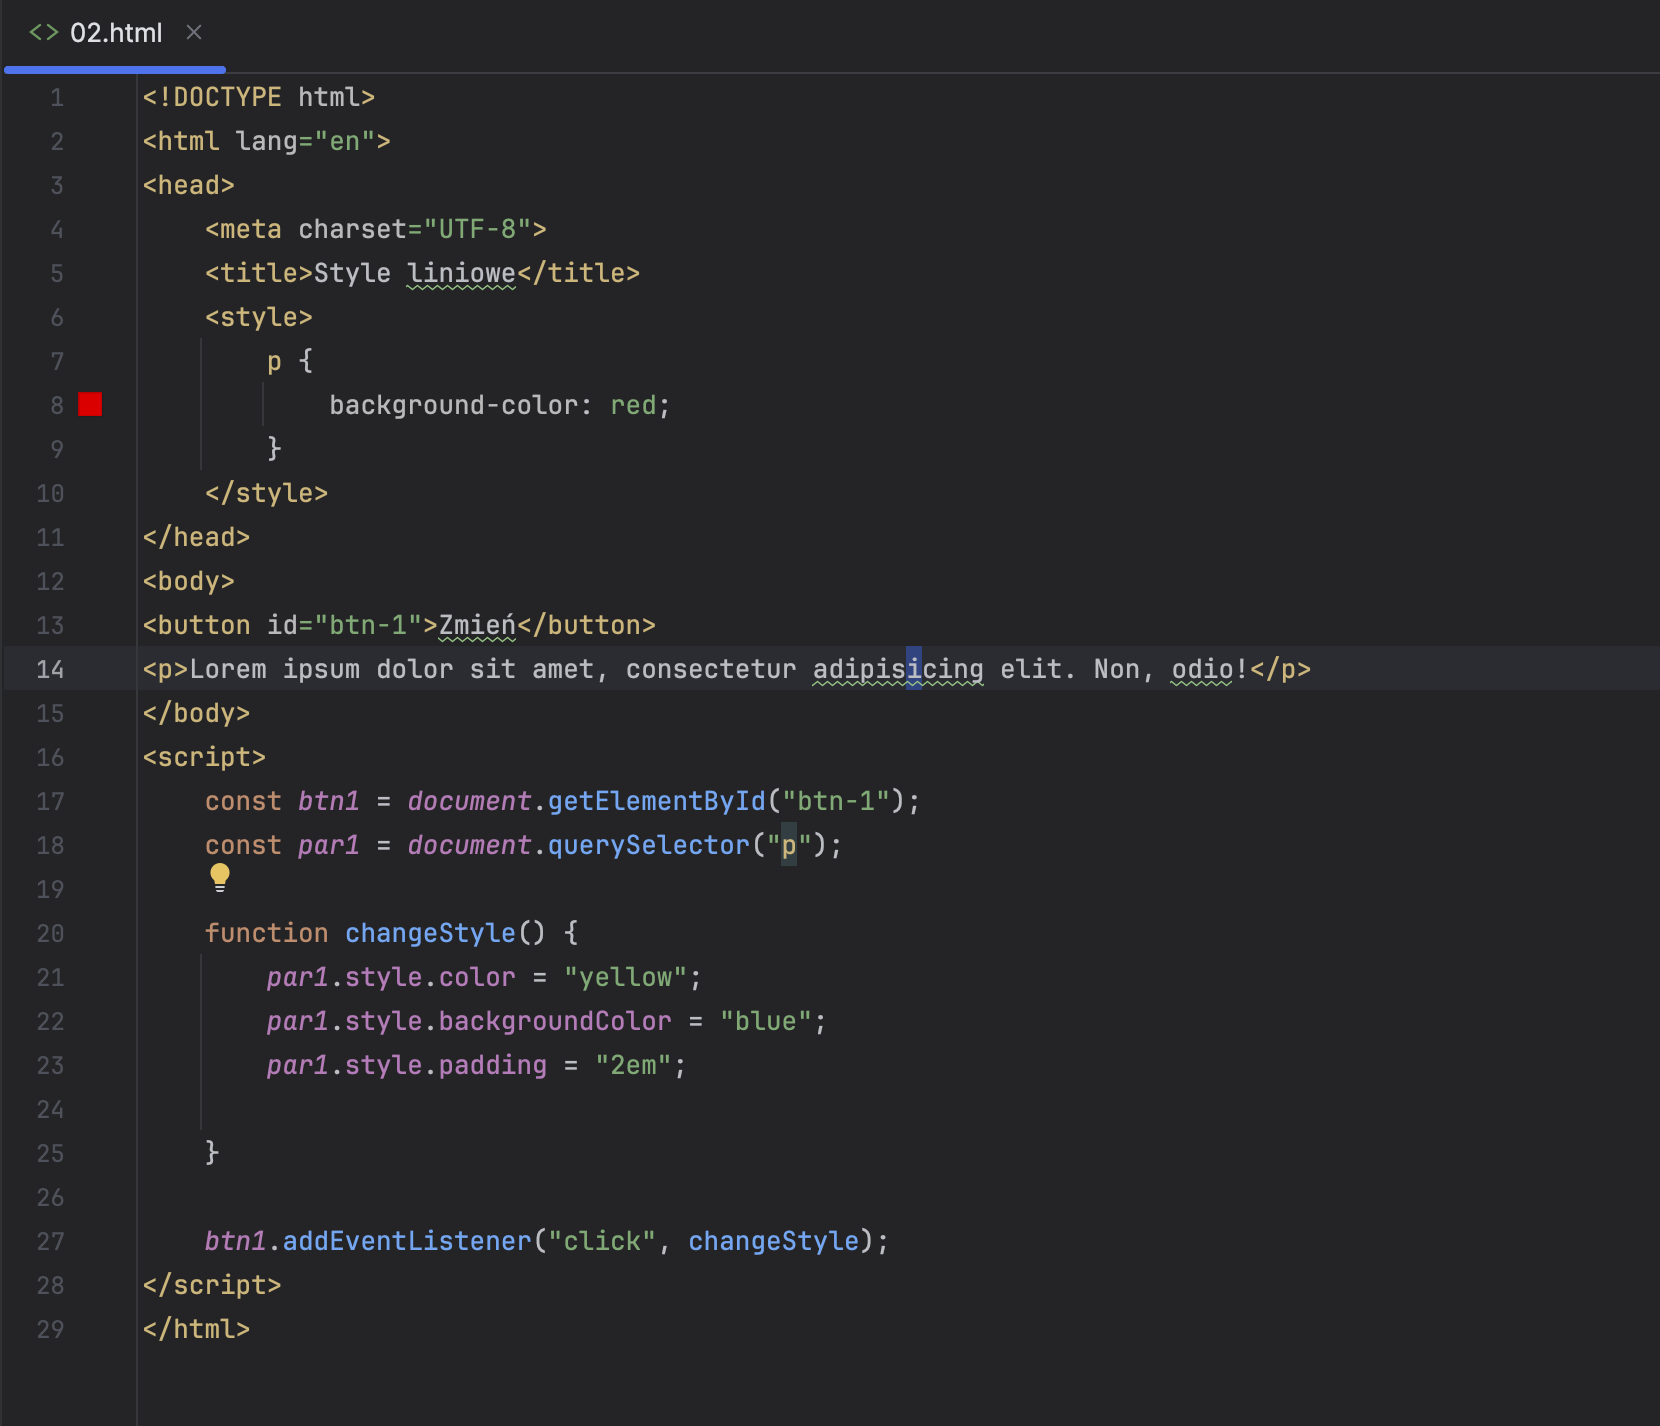 02.html
1 <!DOCTYPE html>
2 <html lang="en">
3 <head>
4     <meta charset="UTF-8">
5     <title>Style liniowe</title>
6     <style>
7         p {
8             background-color: red;
9         }
10     </style>
11 </head>
12 <body>
13 <button id="btn-1">Zmień</button>
14 <p>Lorem ipsum dolor sit amet, consectetur adipisicing elit. Non, odio!</p>
15 </body>
16 <script>
17     const btn1 = document.getElementById("btn-1");
18     const par1 = document.querySelector("p");
19
20     function changeStyle() {
21         par1.style.color = "yellow";
22         par1.style.backgroundColor = "blue";
23         par1.style.padding = "2em";
24
25     }
26
27     btn1.addEventListener("click", changeStyle);
28 </script>
29 </html>